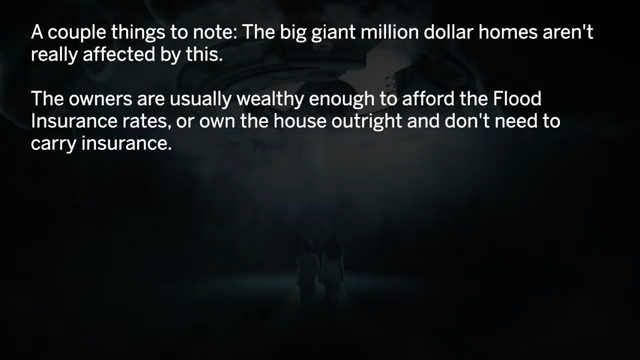 A couple things to note: The big giant million dollar homes aren't
really affected by this.
The owners are usually wealthy enough to afford the Flood
Insurance rates, or own the house outright and don't need to
carry insurance.